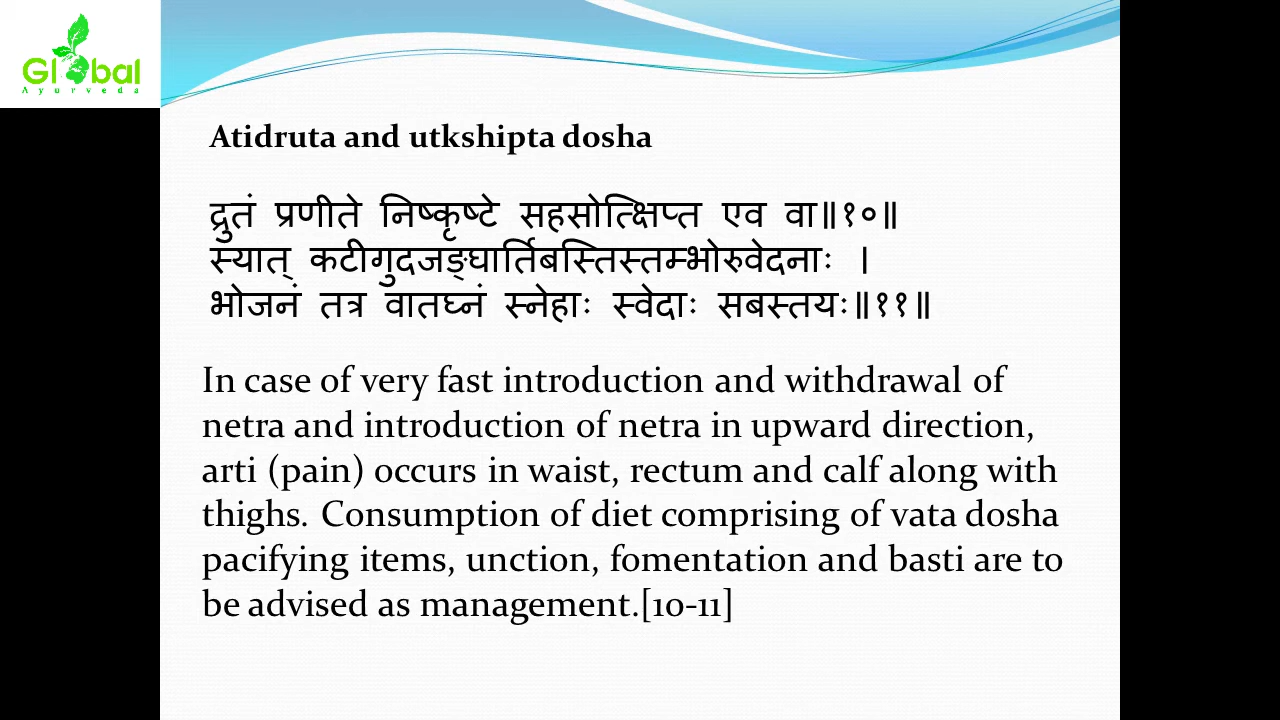 Global
Ayurveda
Atidruta and utkshipta dosha
द्रुतं प्रणीते निष्कृष्टे सहसोत्क्षिप्त एव वा॥१०॥
स्यात् कटीगुदजङ्घार्तिबस्तिस्तम्भोरुवेदनाः ।
भोजनं तत्र वातघ्नं स्नेहाः स्वेदाः सबस्तयः॥११॥
In case of very fast introduction and withdrawal of
netra and introduction of netra in upward direction,
arti (pain) occurs in waist, rectum and calf along with
thighs. Consumption of diet comprising of vata dosha
pacifying items, unction, fomentation and basti are to
be advised as management.[10-11]